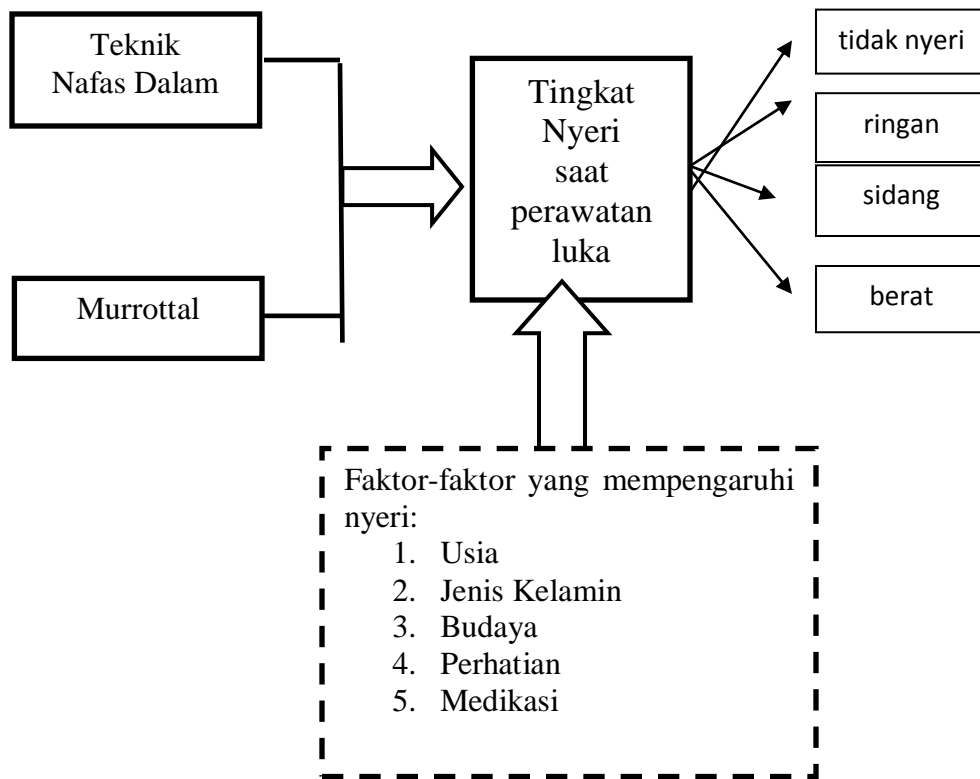 Teknik
Nafas Dalam
Murrottal
Tingkat
Nyeri
saat
perawatan
luka
tidak nyeri
ringan
sidang
berat
Faktor-faktor yang mempengaruhi
nyeri:
1. Usia
2. Jenis Kelamin
3. Budaya
4. Perhatian
5. Medikasi